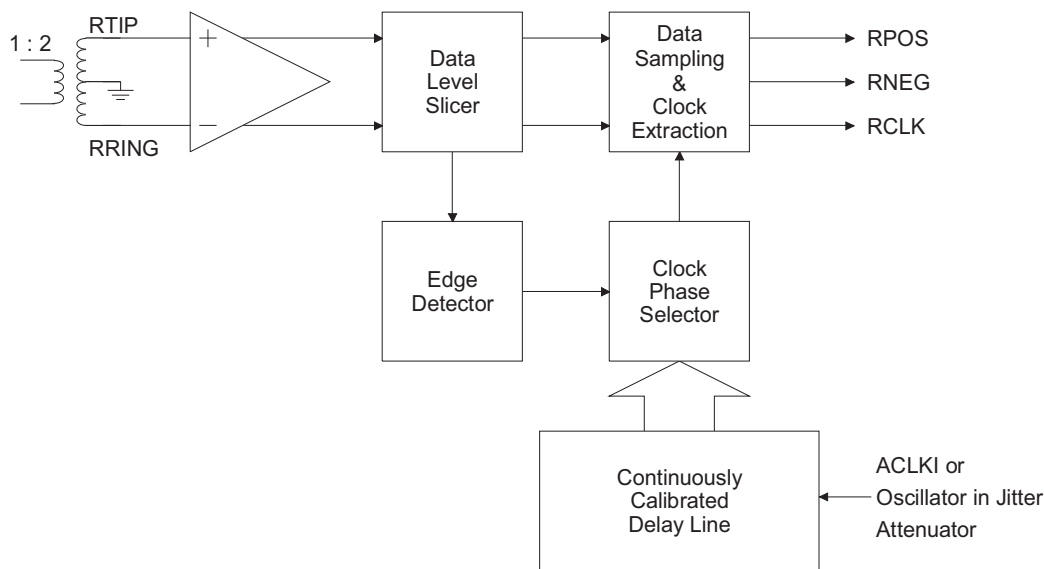 RTIP
1 : 2
+
−
RRING
Data
Level
Slicer
Data
Sampling
&
Clock
Extraction
RPOS
RNEG
RCLK
Edge
Detector
Clock
Phase
Selector
Continuously
Calibrated
Delay Line
ACLKI or
Oscillator in Jitter
Attenuator